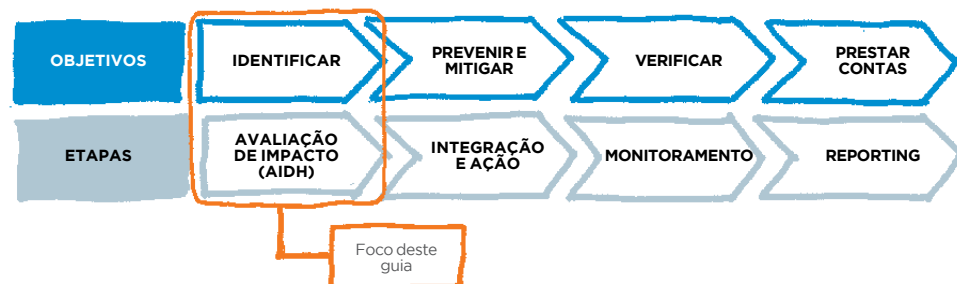 OBJETIVOS
IDENTIFICAR
PREVENIR E
MITIGAR
VERIFICAR
PRESTAR
CONTAS
ETAPAS
AVALIAÇÃO
DE IMPACTO
(AIDH)
INTEGRAÇÃO
E AÇÃO
MONITORAMENTO
REPORTING
Foco deste
guia